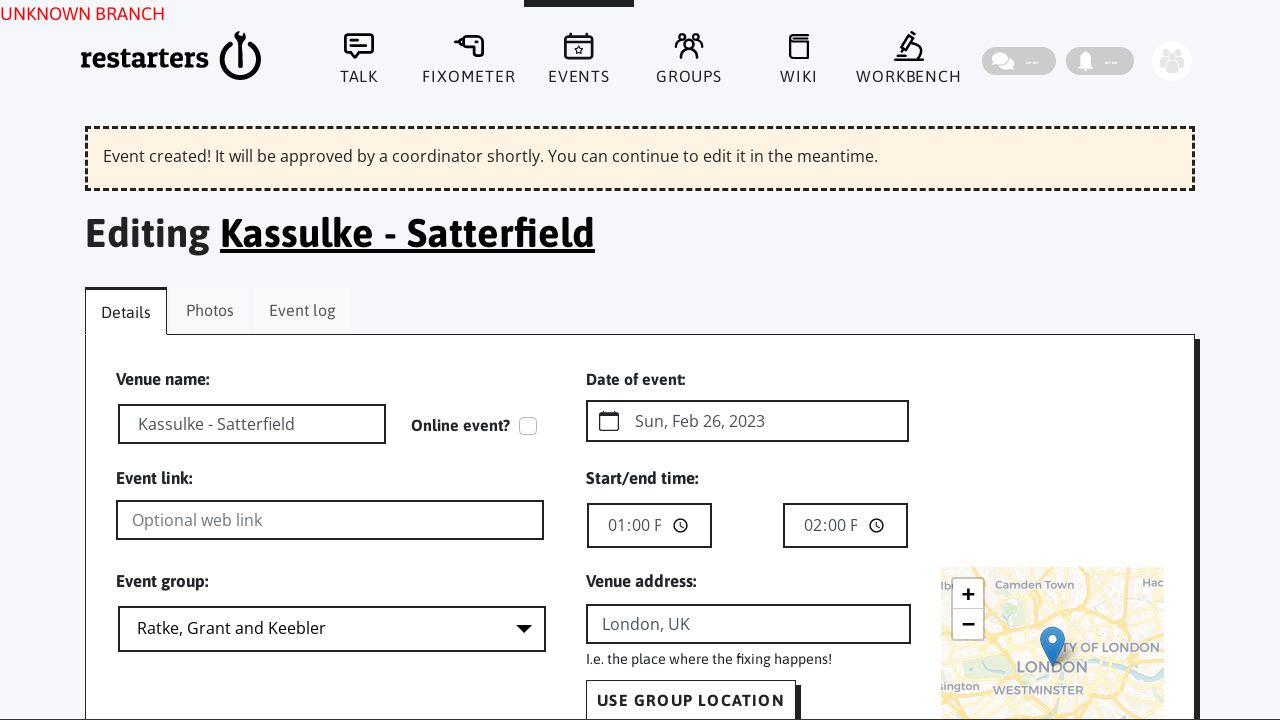 UNKNOWN BRANCH
restarters
TALK
FIXOMETER
EVENTS
GROUPS
WIKI
WORKBENCH
--
--
Event created! It will be approved by a coordinator shortly. You can continue to edit it in the meantime.
Editing Kassulke - Satterfield
Details
Photos
Event log
Venue name:
Kassulke - Satterfield
Online event?
Date of event:
Sun, Feb 26, 2023
Event link:
Optional web link
Start/end time:
01:00 P
02:00 P
Event group:
Ratke, Grant and Keebler
Venue address:
London, UK
I.e. the place where the fixing happens!
USE GROUP LOCATION
+
−
Camden Town
Hac
TY OF LONDON
LONDON
sington
WESTMINSTER